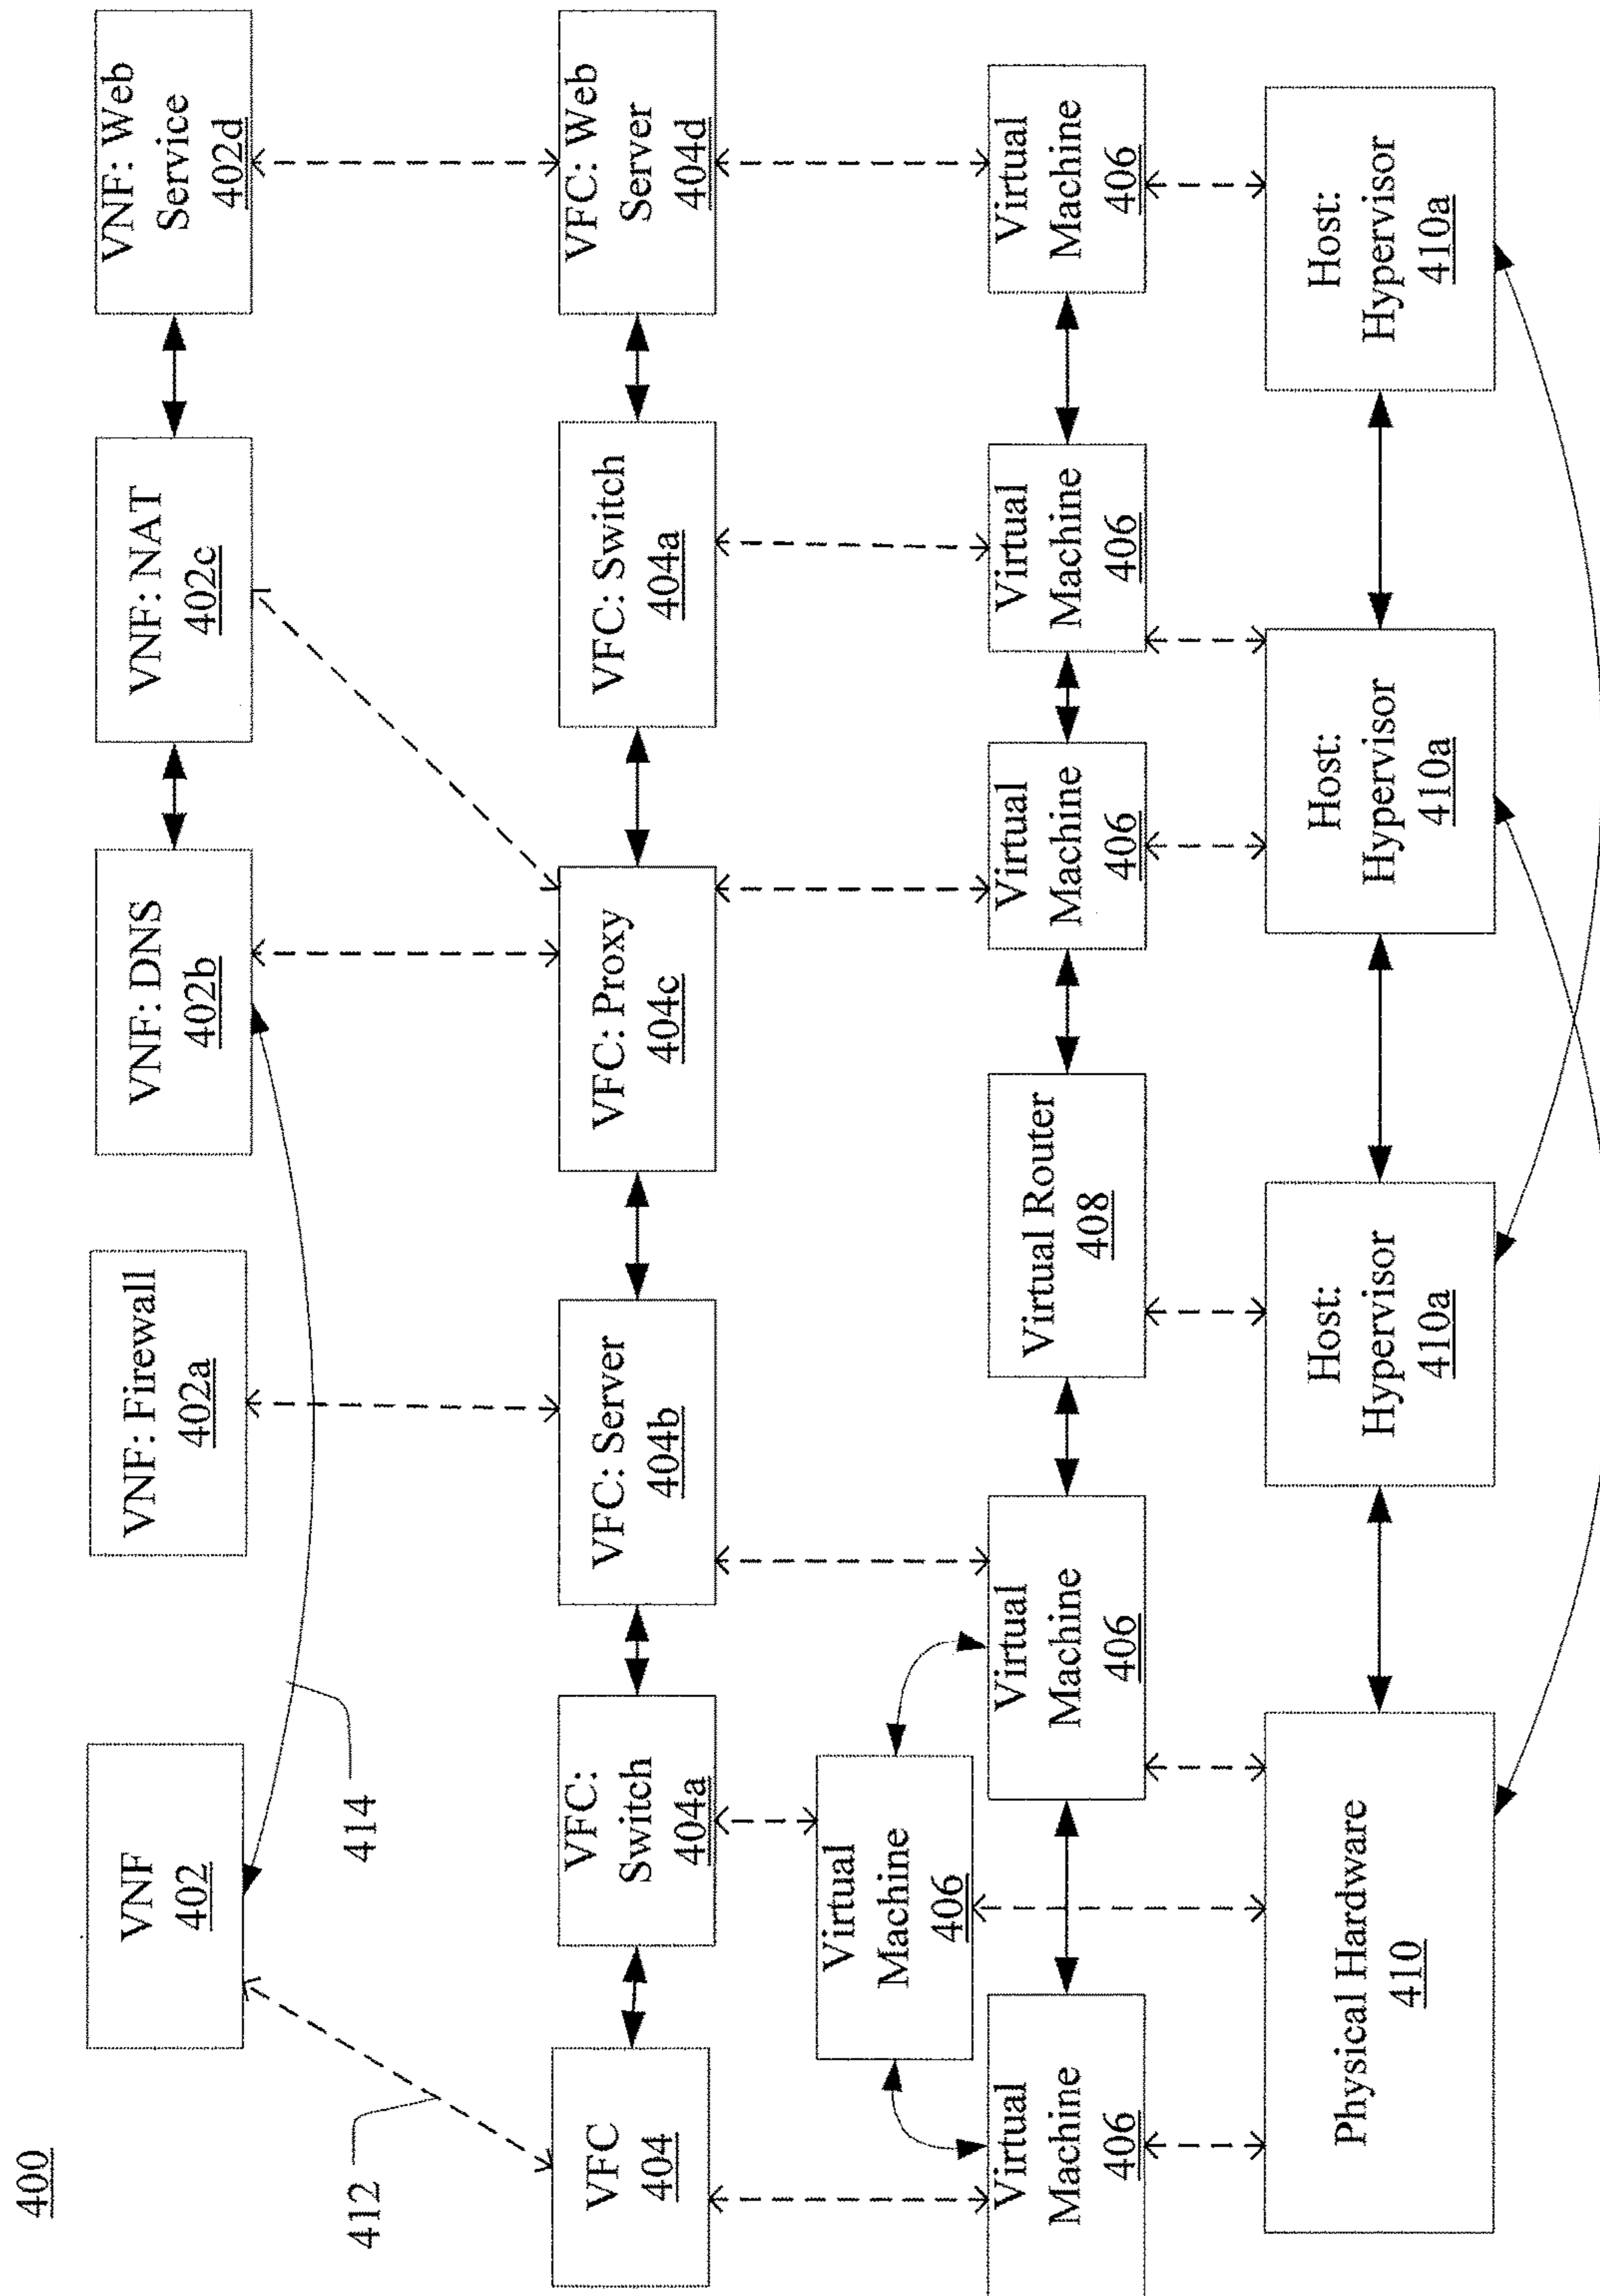 400
VNF
402
VNF: Firewall
402a
VNF: DNS
402b
VNF: NAT
402c
VNF: Web
Service
402d
412
414
VFC
404
VFC:
Switch
404a
VFC: Server
404b
VFC: Proxy
404c
VFC: Switch
404a
VFC: Web
Server
404d
Virtual
Machine
406
Virtual
Machine
406
Virtual
Machine
406
Virtual Router
408
Virtual
Machine
406
Virtual
Machine
406
Virtual
Machine
406
Physical Hardware
410
Host:
Hypervisor
410a
Host:
Hypervisor
410a
Host:
Hypervisor
410a